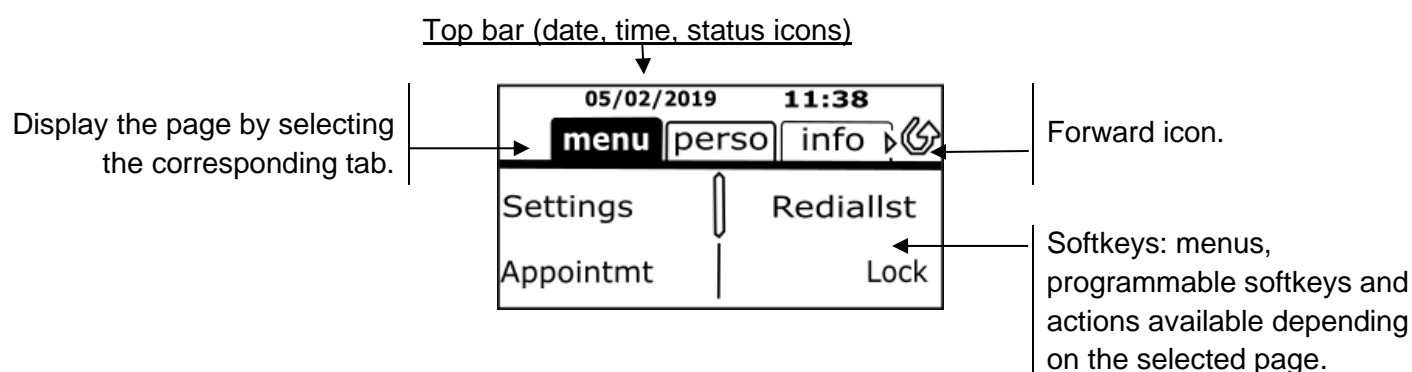 Top bar (date, time, status icons)
05/02/2019 11:38
Display the page by selecting
the corresponding tab.
menu perso info
Forward icon.
Settings Rediallst
Appointmt Lock
Softkeys: menus,
programmable softkeys and
actions available depending
on the selected page.